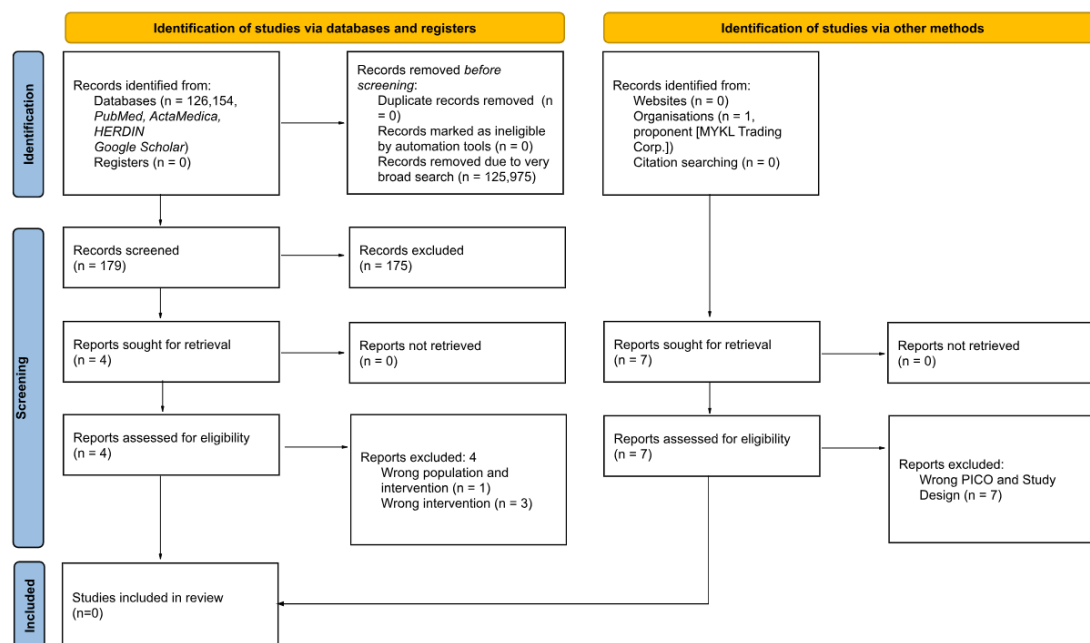 Identification of studies via databases and registers
Identification of studies via other methods
Identification
Records identified from:
Databases (n = 126,154,
PubMed, ActaMedica,
HERDIN
Google Scholar)
Registers (n = 0)
Records removed before
screening:
Duplicate records removed (n
= 0)
Records marked as ineligible
by automation tools (n = 0)
Records removed due to very
broad search (n = 125,975)
Records identified from:
Websites (n = 0)
Organisations (n = 1,
proponent [MYKL Trading
Corp.])
Citation searching (n = 0)
Screening
Records screened
(n = 179)
Records excluded
(n = 175)
Reports sought for retrieval
(n = 4)
Reports not retrieved
(n = 0)
Reports sought for retrieval
(n = 7)
Reports not retrieved
(n = 0)
Reports assessed for eligibility
(n = 4)
Reports excluded: 4
Wrong population and
intervention (n = 1)
Wrong intervention (n = 3)
Reports assessed for eligibility
(n = 7)
Reports excluded:
Wrong PICO and Study
Design (n = 7)
Included
Studies included in review
(n=0)